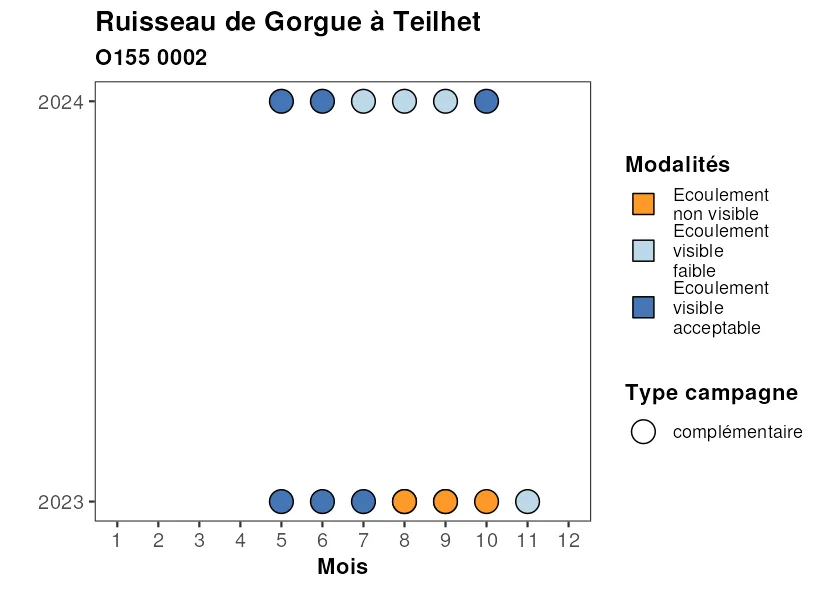 Ruisseau de Gorgue à Teilhet
O155 0002
2024
2023
1 2 3 4 5 6 7 8 9 10 11 12
Mois
Modalités
Ecoulement
non visible
Ecoulement
visible
faible
Ecoulement
visible
acceptable
Type campagne
complémentaire